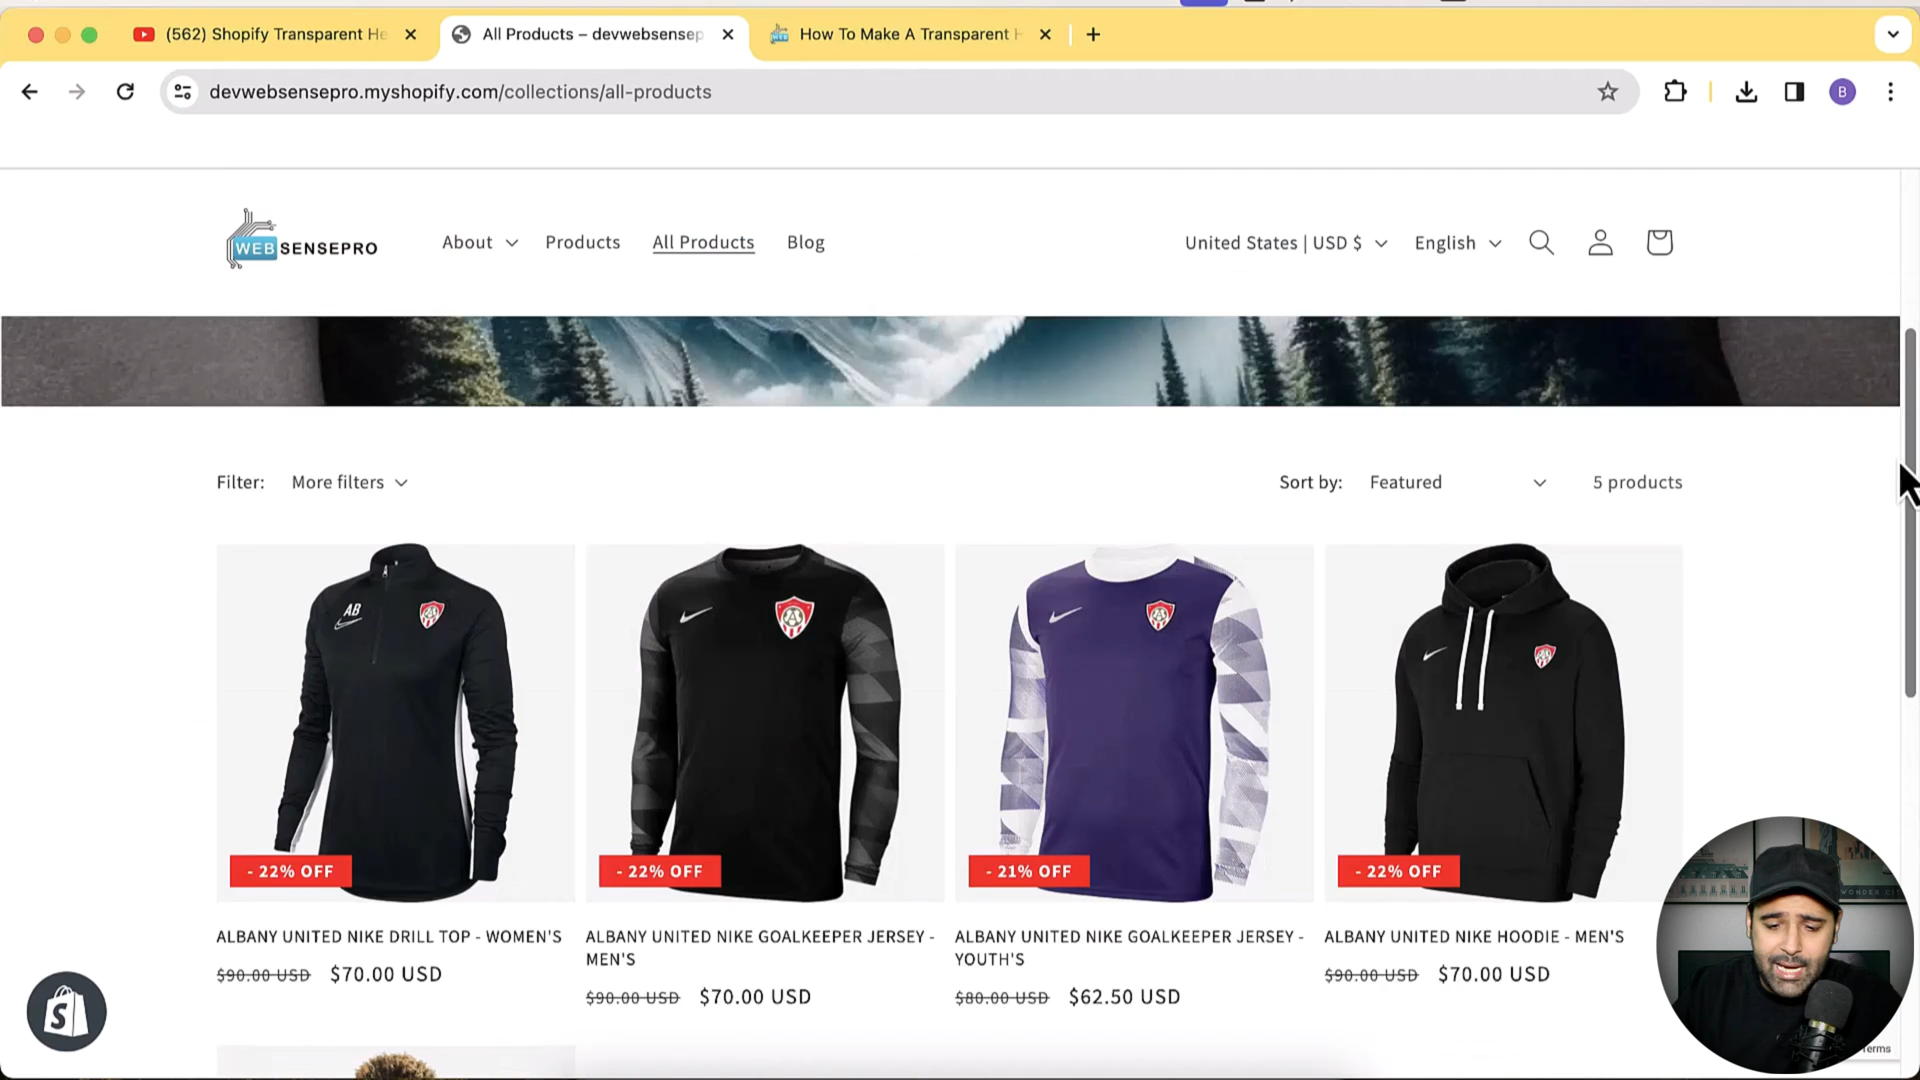 (562) Shopify Transparent He
All Products – devwebsensep
How To Make A Transparent H
devwebsensepro.myshopify.com/collections/all-products
B
WEBSENSEPRO
About
Products
All Products
Blog
United States | USD $
English
Filter:
More filters
Sort by:
Featured
5 products
AB
- 22% OFF
- 22% OFF
- 21% OFF
- 22% OFF
ALBANY UNITED NIKE DRILL TOP - WOMEN'S
$90.00 USD $70.00 USD
ALBANY UNITED NIKE GOALKEEPER JERSEY -
MEN'S
$90.00 USD $70.00 USD
ALBANY UNITED NIKE GOALKEEPER JERSEY -
YOUTH'S
$80.00 USD $62.50 USD
ALBANY UNITED NIKE HOODIE - MEN'S
$90.00 USD $70.00 USD
WONDER CI
Terms